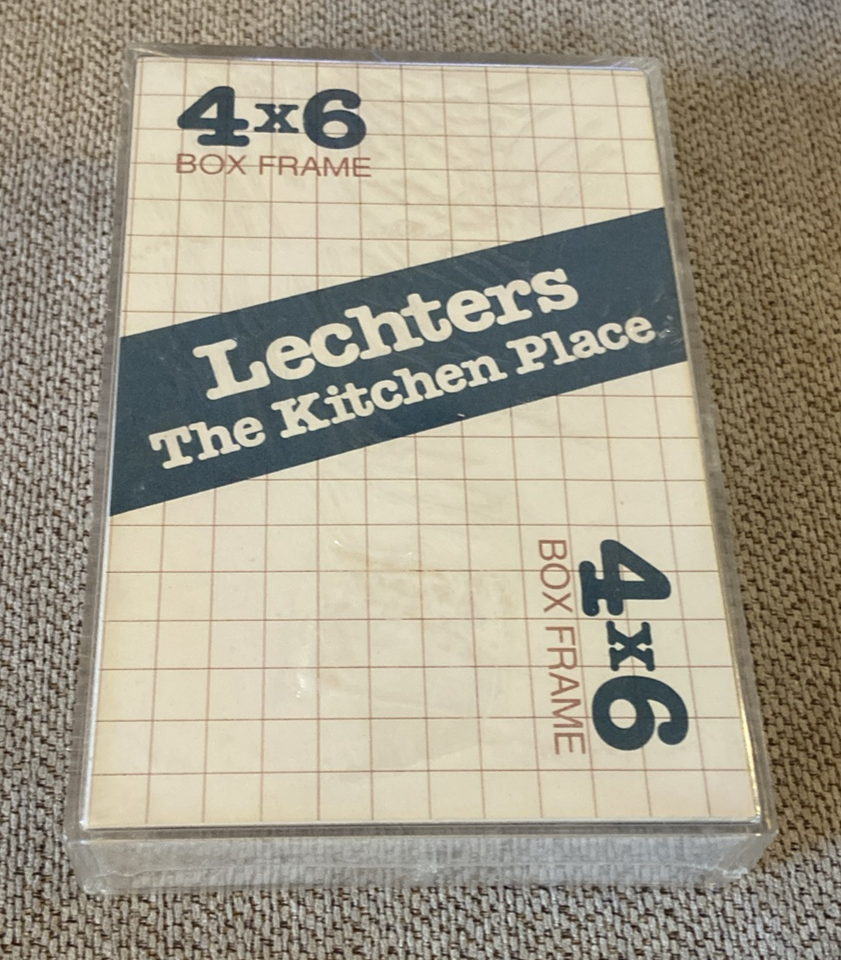 4x6
BOX FRAME
Lechters
The Kitchen Place
4x6
BOX FRAME